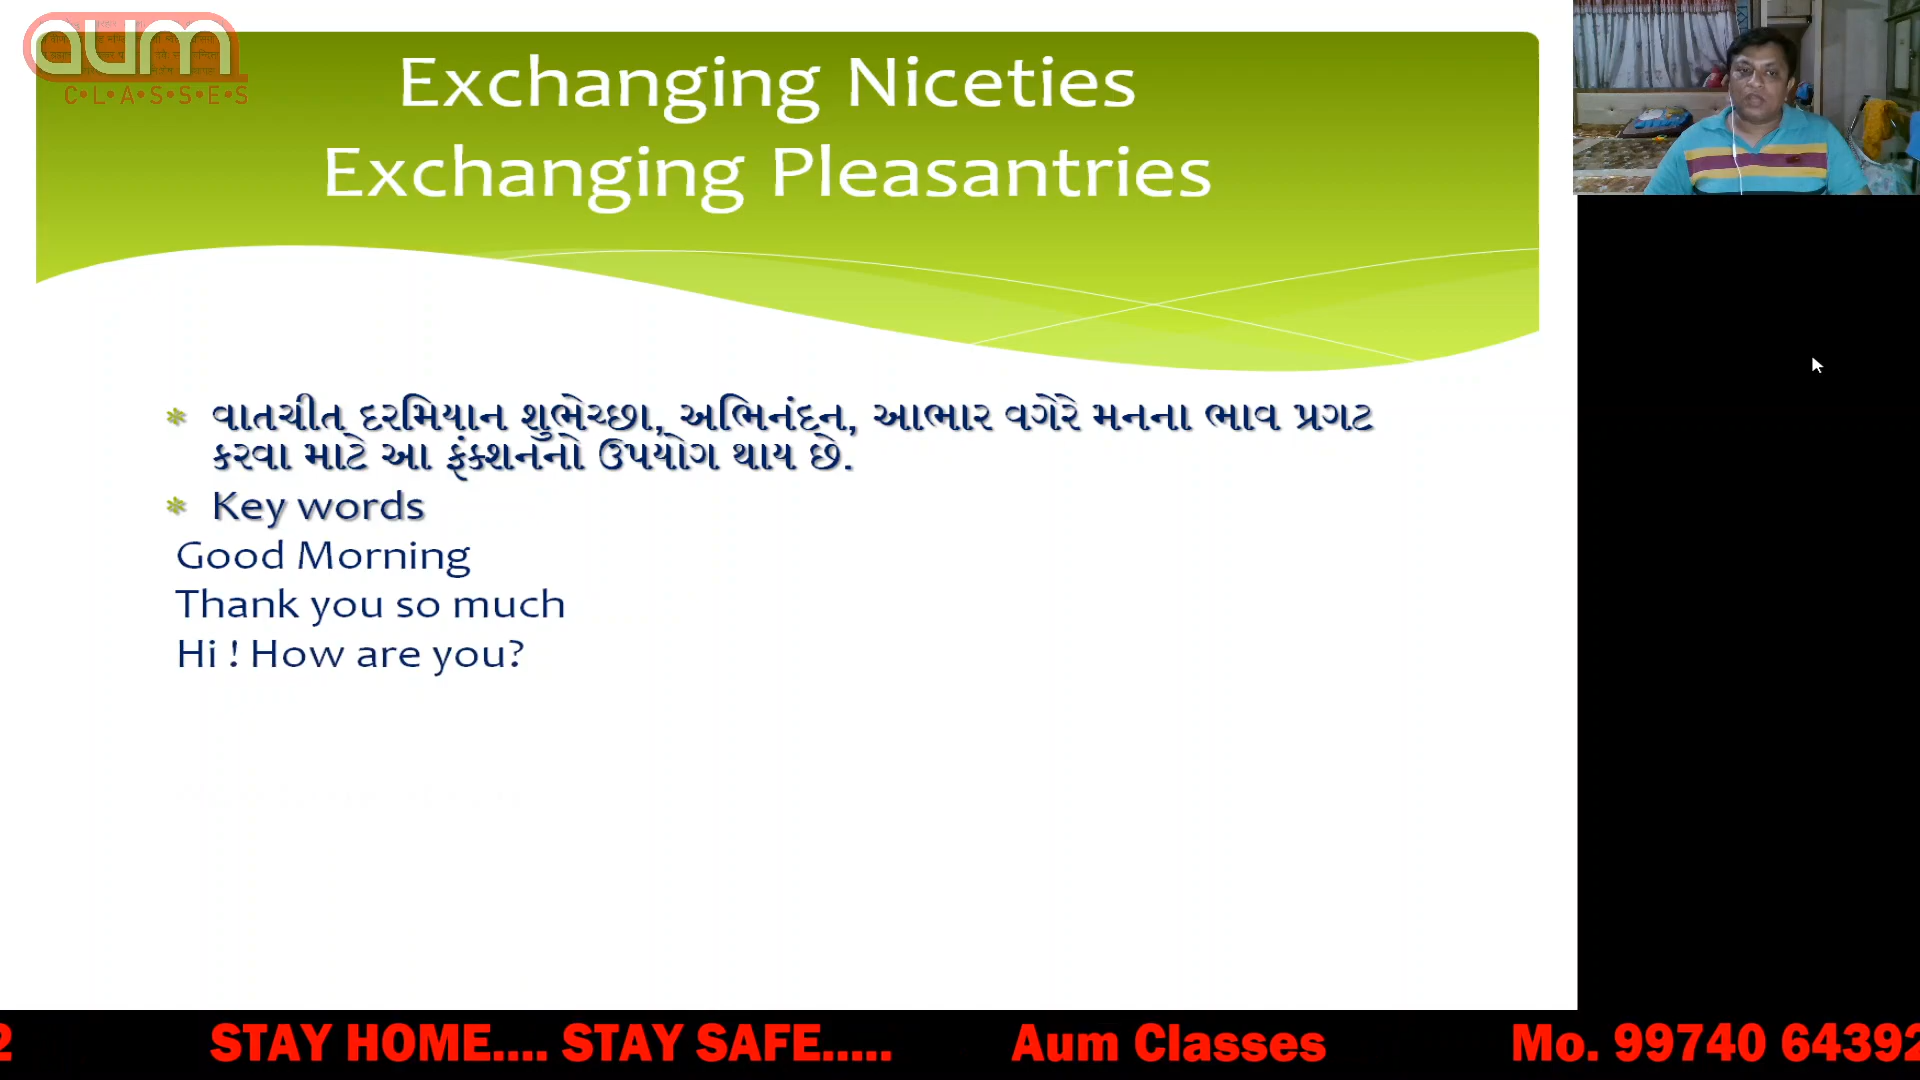 aum
C•L•A•S•S•E•S
Exchanging Niceties
Exchanging Pleasantries
વાતચીત દરમિયાન શુભેચ્છા, અભિનંદન, આભાર વગેરે મનના ભાવ પ્રગટ
કરવા માટે આ ફંક્શનનો ઉપયોગ થાય છે.
Key words
Good Morning
Thank you so much
Hi ! How are you?
2 STAY HOME.... STAY SAFE..... Aum Classes Mo. 99740 64392